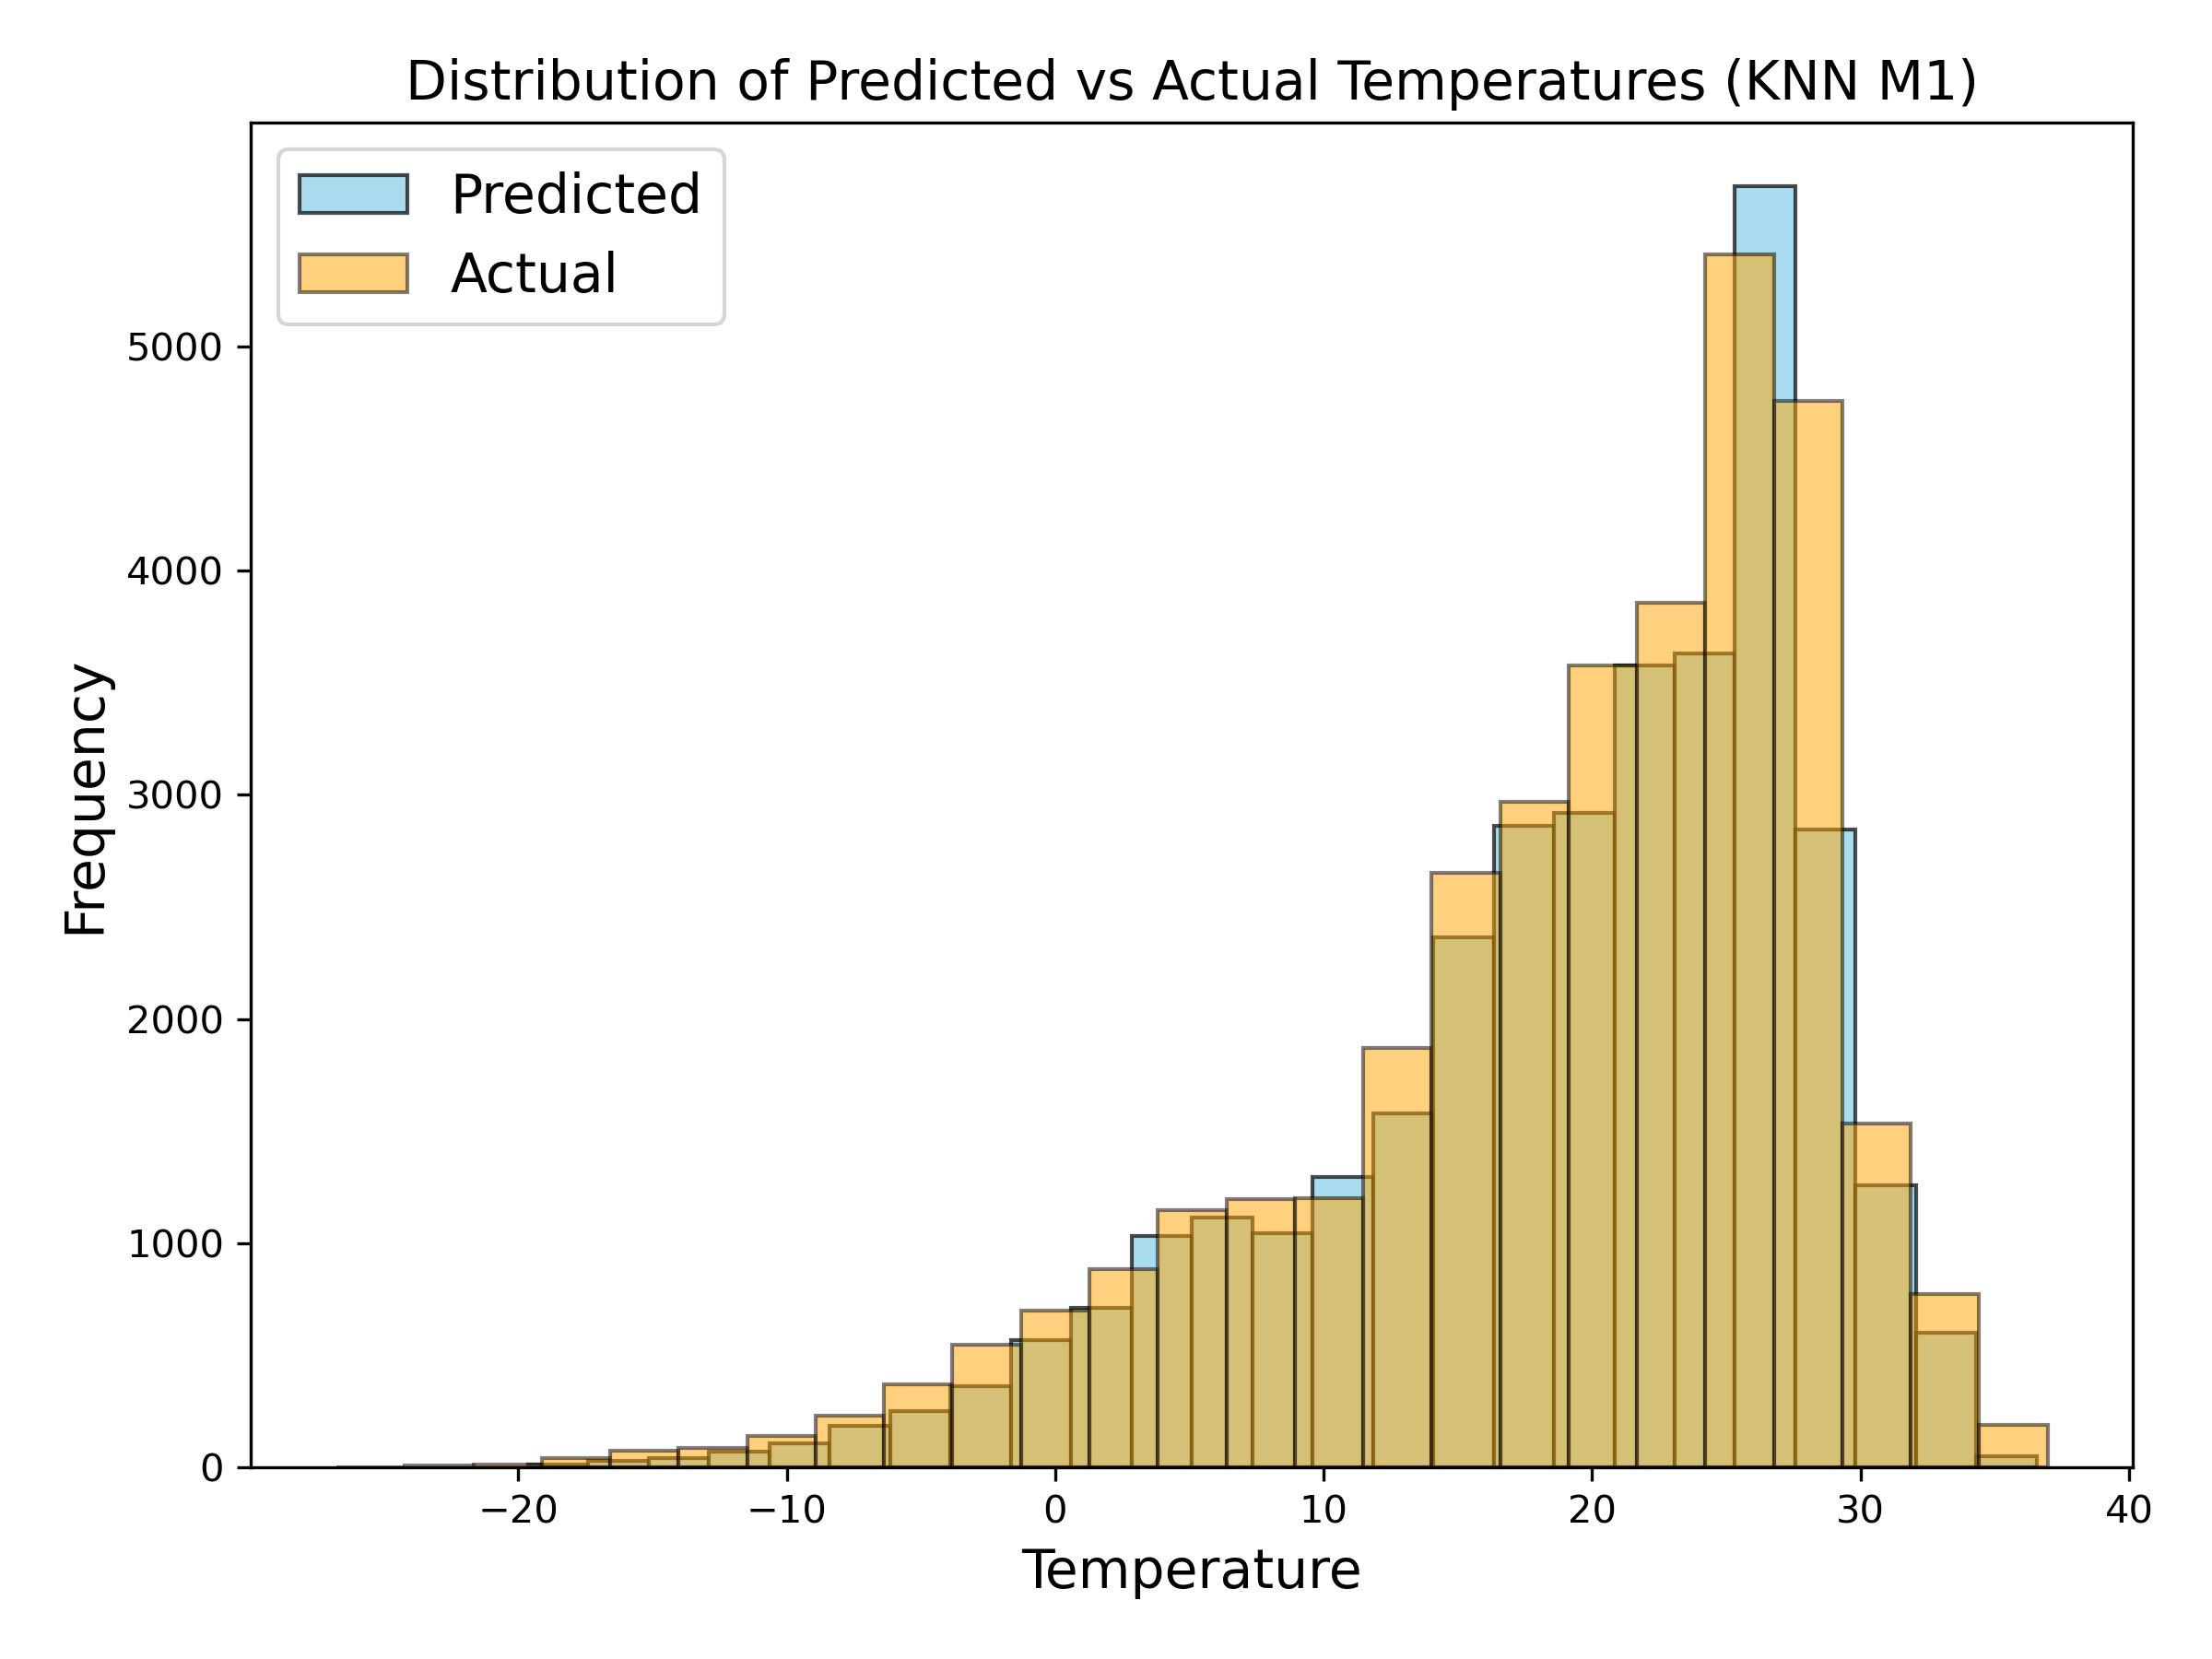 Distribution of Predicted vs Actual Temperatures (KNN M1)
Predicted
Actual
5000
4000
3000
2000
1000
0
Frequency
−20 −10 0 10 20 30 40
Temperature